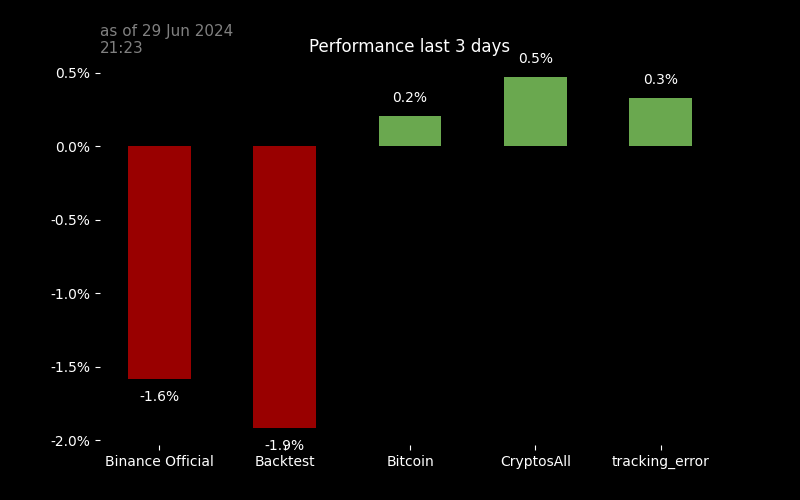 as of 29 Jun 2024
21:23
Performance last 3 days
0.5%
0.0%
-0.5%
-1.0%
-1.5%
-2.0%
-1.6%
-1.9%
0.2%
0.5%
0.3%
Binance Official
Backtest
Bitcoin
CryptosAll
tracking_error